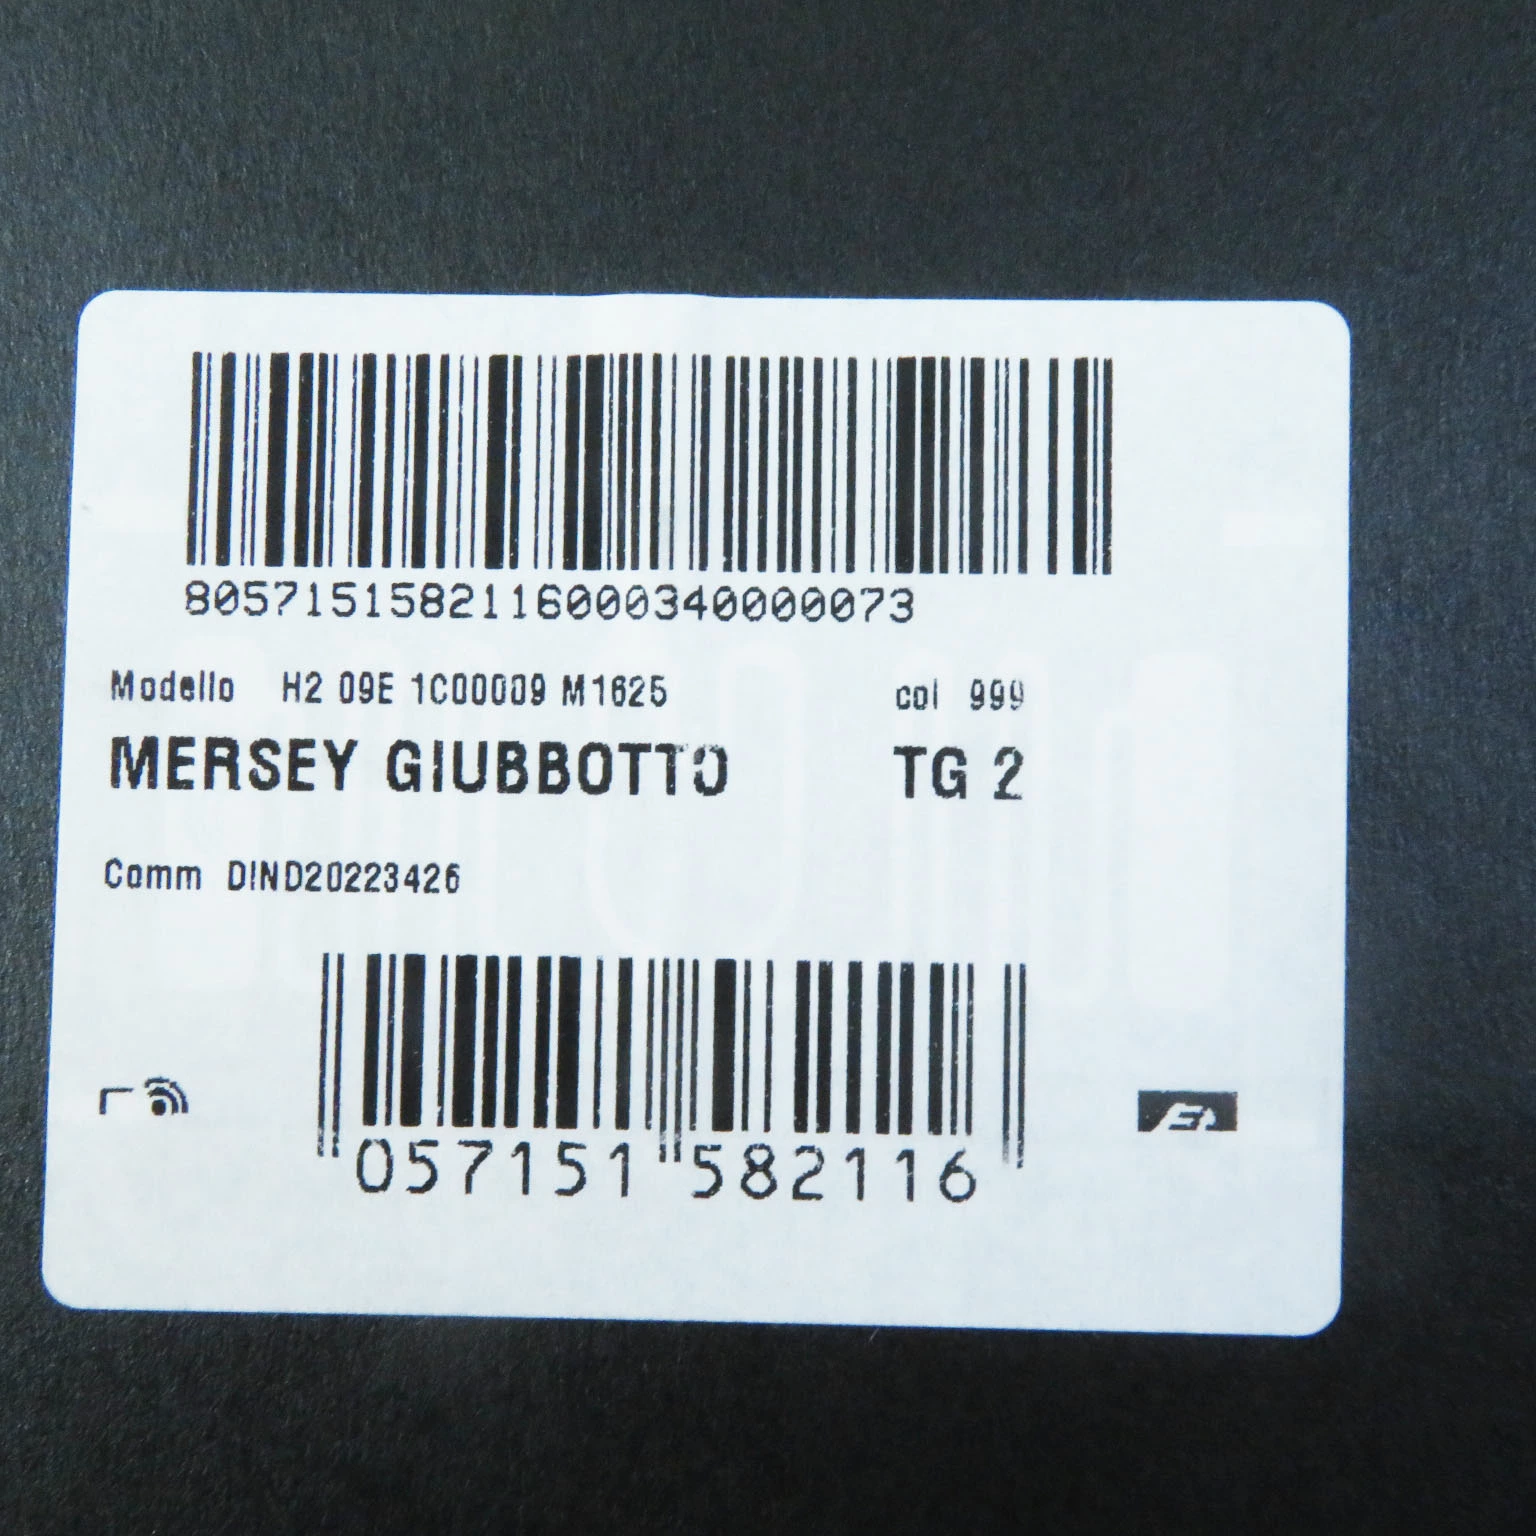 8057151582116000340000073
Modello H2 09E 1C00009 M1625 col 999
MERSEY GIUBBOTTO TG 2
Comm DIND20223426
057151 582116